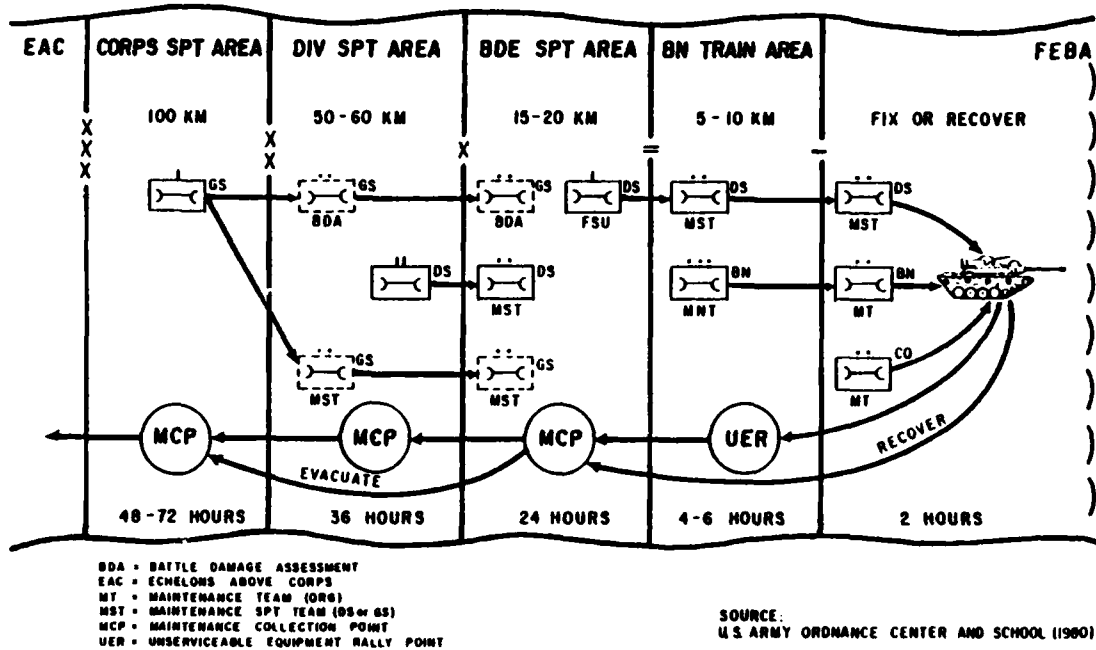 EAC CORPS SPT AREA DIV SPT AREA BDE SPT AREA BN TRAIN AREA FEBA
100 KM 50-60 KM 15-20 KM 5-10 KM FIX OR RECOVER
XXX XX X = -
GS GS GS DS DS DS
BDA BDA FSU MST MST
DS DS BN BN
MST MNT MT
GS GS CO
MST MST MT
MCP MCP MCP UER RECOVER
EVACUATE
48-72 HOURS 36 HOURS 24 HOURS 4-6 HOURS 2 HOURS
BDA = BATTLE DAMAGE ASSESSMENT
EAC = ECHELONS ABOVE CORPS
MT = MAINTENANCE TEAM (ORG)
MST = MAINTENANCE SPT TEAM (DS or GS)
MCP = MAINTENANCE COLLECTION POINT
UER = UNSERVICEABLE EQUIPMENT RALLY POINT
SOURCE:
U.S. ARMY ORDNANCE CENTER AND SCHOOL (1980)